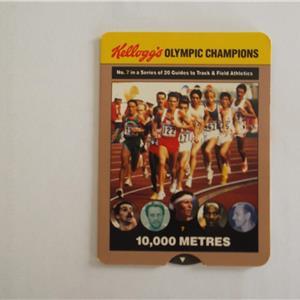 Kellogg's OLYMPIC CHAMPIONS
No. 7 in a Series of 20 Guides to Track & Field Athletics
10,000 METRES